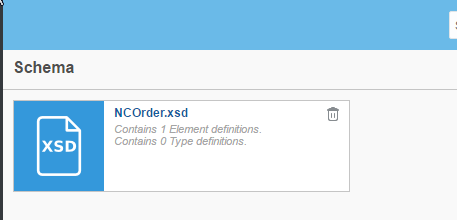 Schema
XSD
NCOrder.xsd
Contains 1 Element definitions.
Contains 0 Type definitions.